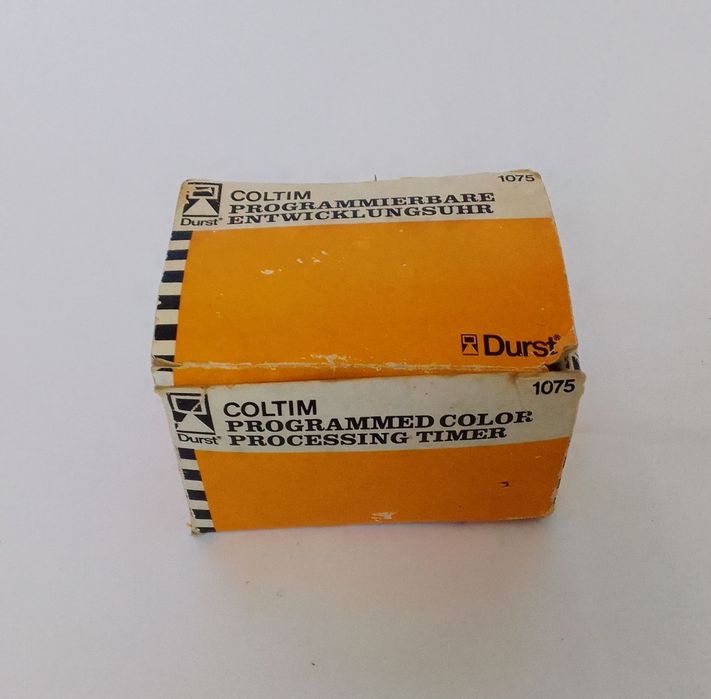 1075
COLTIM
PROGRAMMIERBARE
Durst® ENTWICKLUNGSUHR
Durst®
1075
COLTIM
PROGRAMMED COLOR
Durst® PROCESSING TIMER